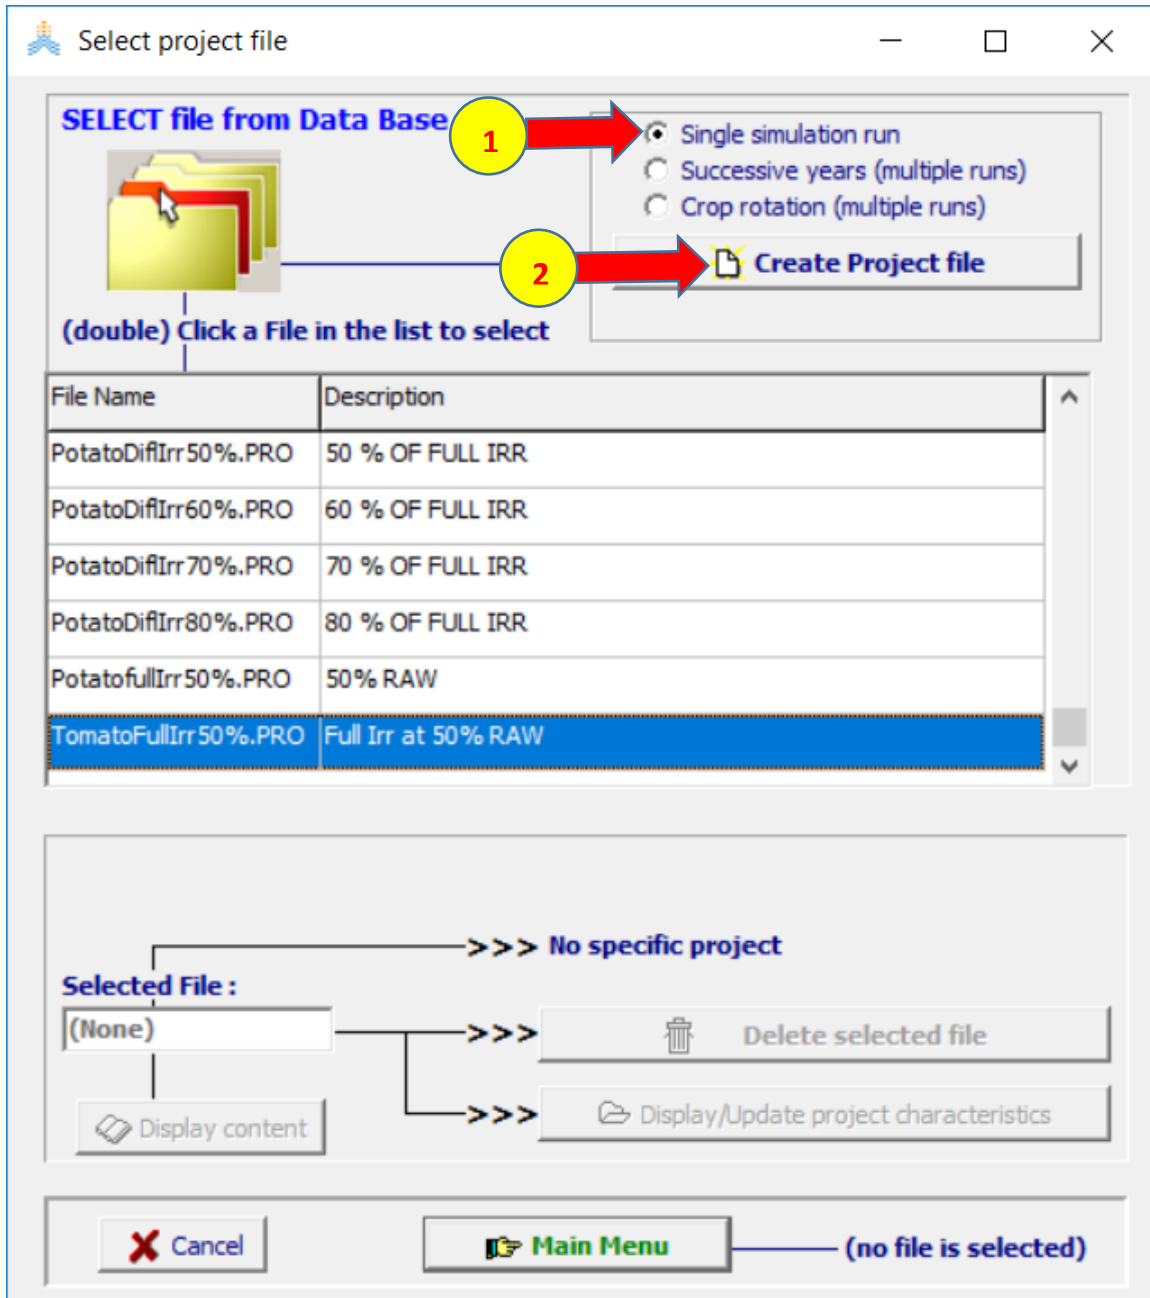 Select project file
SELECT file from Data Base
1
Single simulation run
Successive years (multiple runs)
Crop rotation (multiple runs)
2
Create Project file
(double) Click a File in the list to select
File Name Description
PotatoDiflIrr50%.PRO 50 % OF FULL IRR
PotatoDiflIrr60%.PRO 60 % OF FULL IRR
PotatoDiflIrr70%.PRO 70 % OF FULL IRR
PotatoDiflIrr80%.PRO 80 % OF FULL IRR
PotatofullIrr50%.PRO 50% RAW
TomatoFullIrr50%.PRO Full Irr at 50% RAW
>>> No specific project
Selected File :
(None)
>>> Delete selected file
>>> Display/Update project characteristics
Display content
Cancel
Main Menu
(no file is selected)